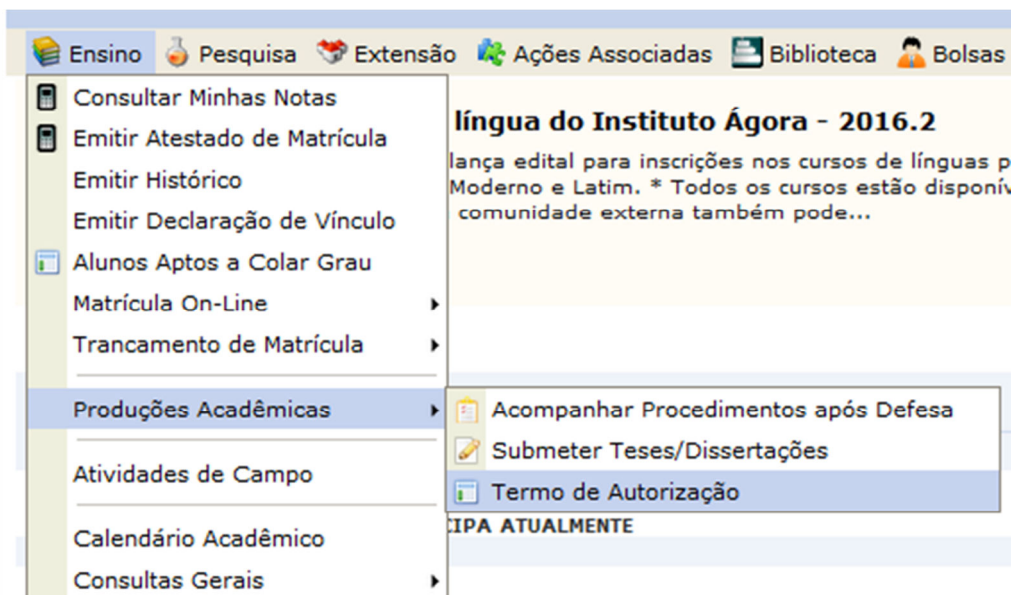 Ensino Pesquisa Extensão Ações Associadas Biblioteca Bolsas
Consultar Minhas Notas
Emitir Atestado de Matrícula
Emitir Histórico
Emitir Declaração de Vínculo
Alunos Aptos a Colar Grau
Matrícula On-Line
Trancamento de Matrícula
Produções Acadêmicas
Atividades de Campo
Calendário Acadêmico
Consultas Gerais
língua do Instituto Ágora - 2016.2
lança edital para inscrições nos cursos de línguas p
Moderno e Latim. * Todos os cursos estão disponív
comunidade externa também pode...
Acompanhar Procedimentos após Defesa
Submeter Teses/Dissertações
Termo de Autorização
CIPA ATUALMENTE